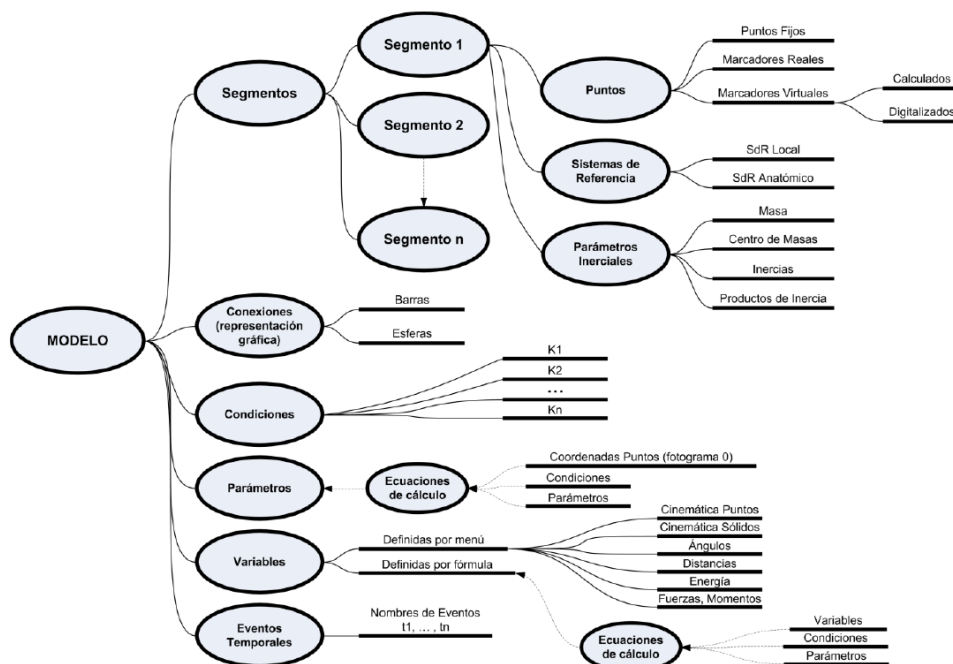 MODELO
Segmentos
Segmento 1
Segmento 2
Segmento n
Puntos
Puntos Fijos
Marcadores Reales
Marcadores Virtuales
Calculados
Digitalizados
Sistemas de
Referencia
SdR Local
SdR Anatómico
Parámetros
Inerciales
Masa
Centro de Masas
Inercias
Productos de Inercia
Conexiones
(representación
gráfica)
Barras
Esferas
Condiciones
K1
K2
...
Kn
Parámetros
Ecuaciones
de cálculo
Coordenadas Puntos (fotograma 0)
Condiciones
Parámetros
Variables
Definidas por menú
Definidas por fórmula
Cinemática Puntos
Cinemática Sólidos
Ángulos
Distancias
Energía
Fuerzas, Momentos
Ecuaciones
de cálculo
Variables
Condiciones
Parámetros
Eventos
Temporales
Nombres de Eventos
t1, ... , tn